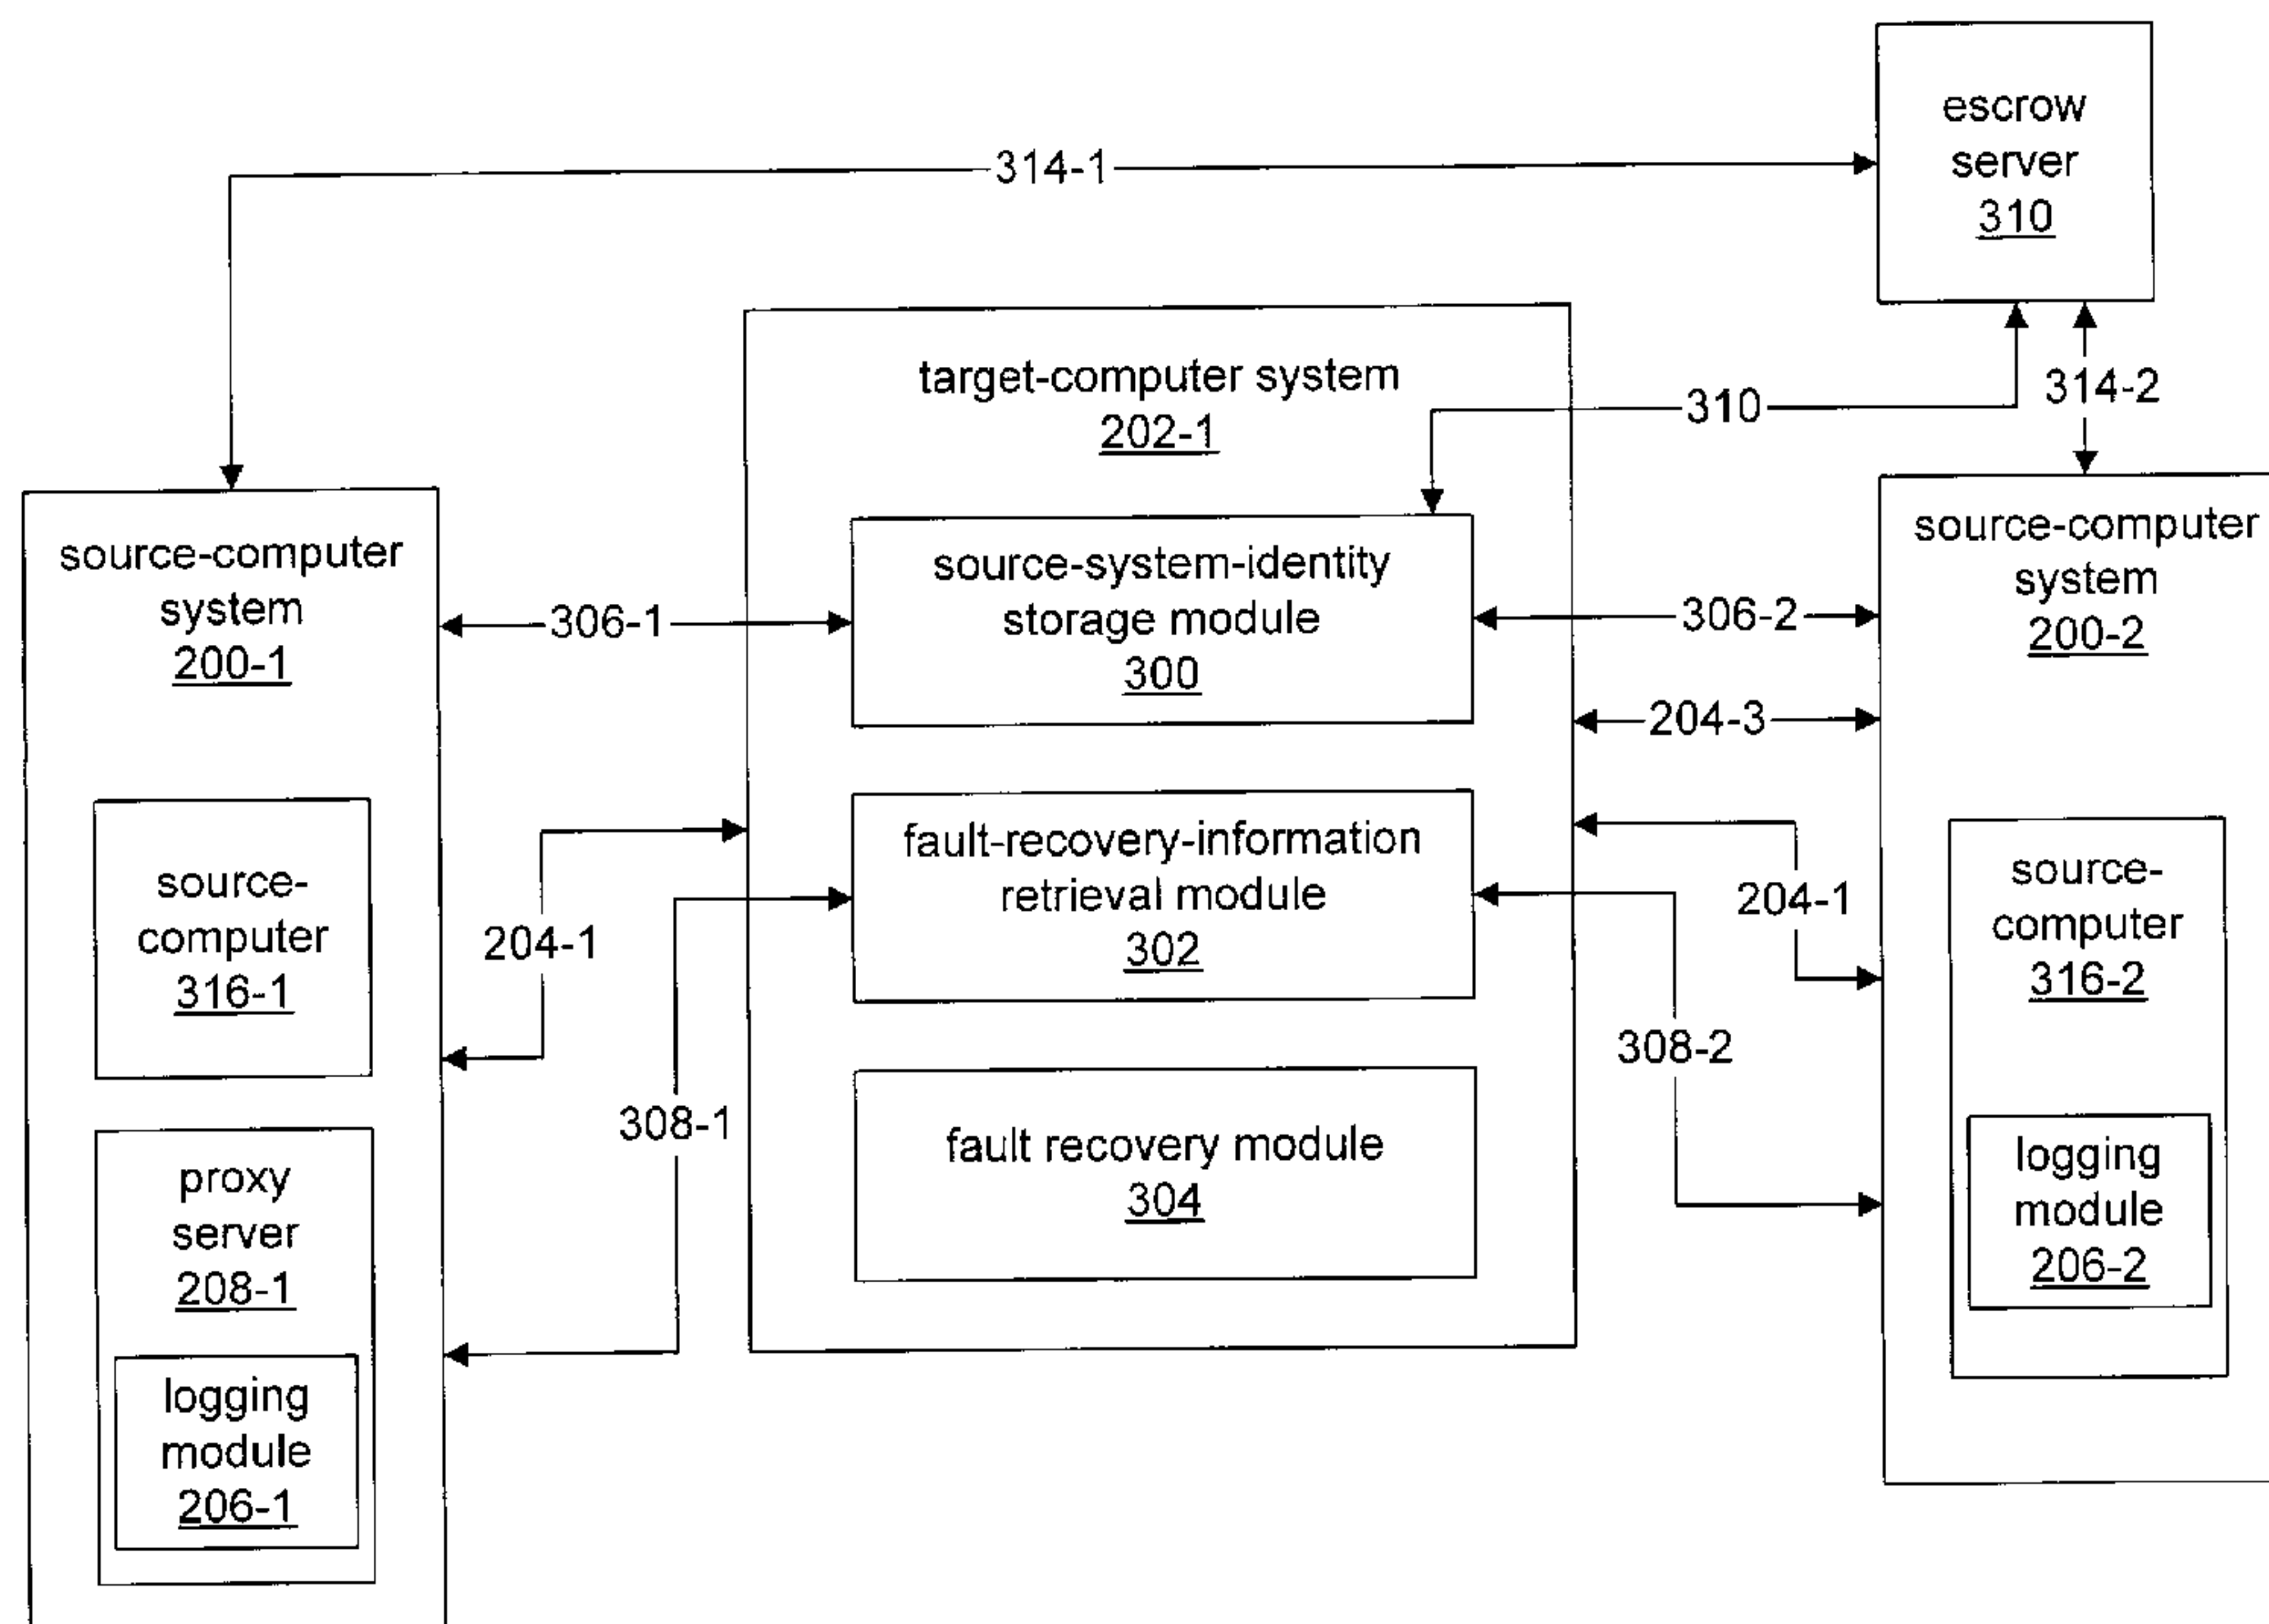 escrow
server
310
314-1
target-computer system
202-1
310
314-2
source-computer
system
200-1
source-system-identity
storage module
300
source-computer
system
200-2
306-1
306-2
204-3
source-
computer
316-1
204-1
fault-recovery-information
retrieval module
302
204-1
source-
computer
316-2
308-1
308-2
fault recovery module
304
proxy
server
208-1
logging
module
206-1
logging
module
206-2